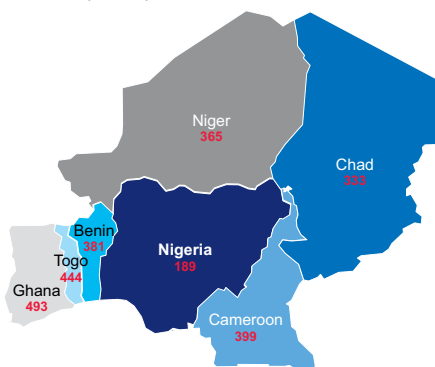 Niger
365
Chad
333
Benin
381
Nigeria
189
Togo
444
Ghana
493
Cameroon
399